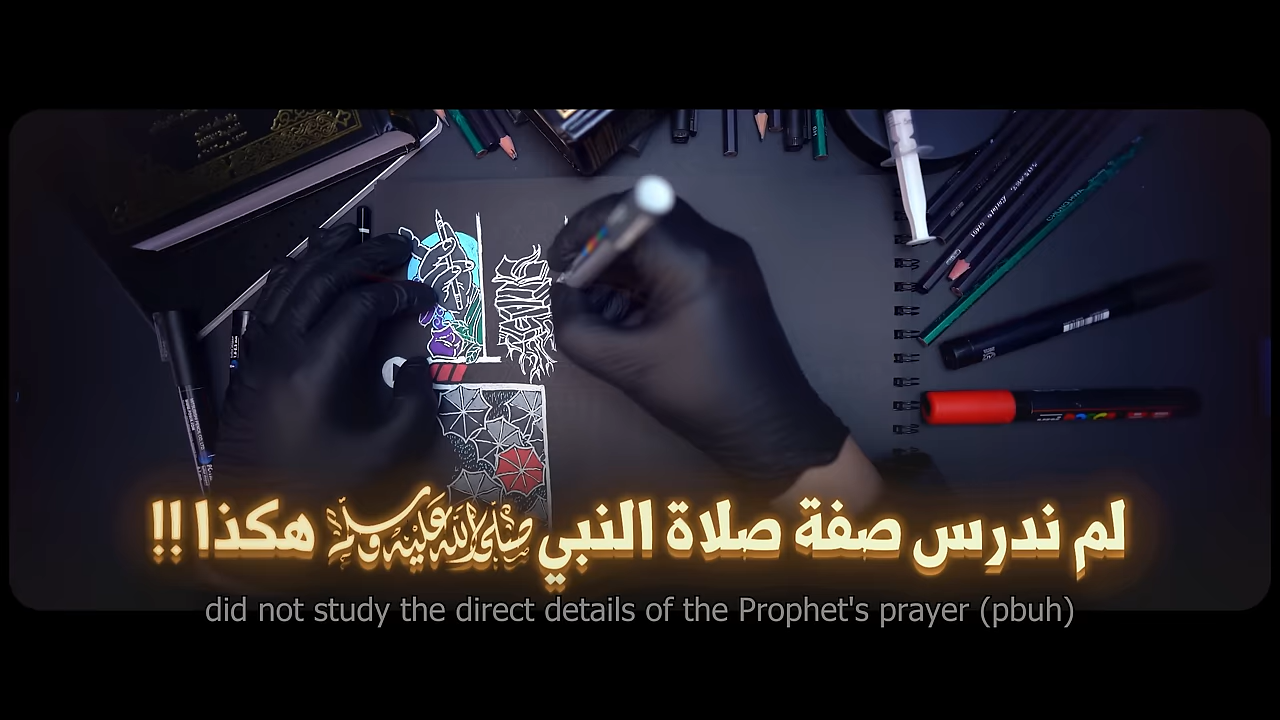 لم ندرس صفة صلاة النبي ﷺ هكذا !!
did not study the direct details of the Prophet's prayer (pbuh)